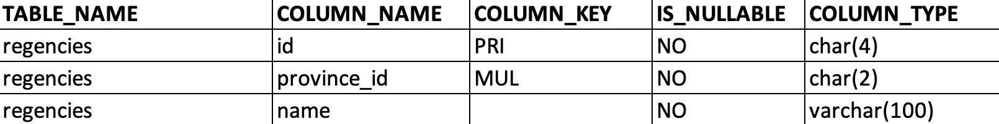 TABLE_NAME COLUMN_NAME COLUMN_KEY IS_NULLABLE COLUMN_TYPE
regencies id PRI NO char(4)
regencies province_id MUL NO char(2)
regencies name NO varchar(100)